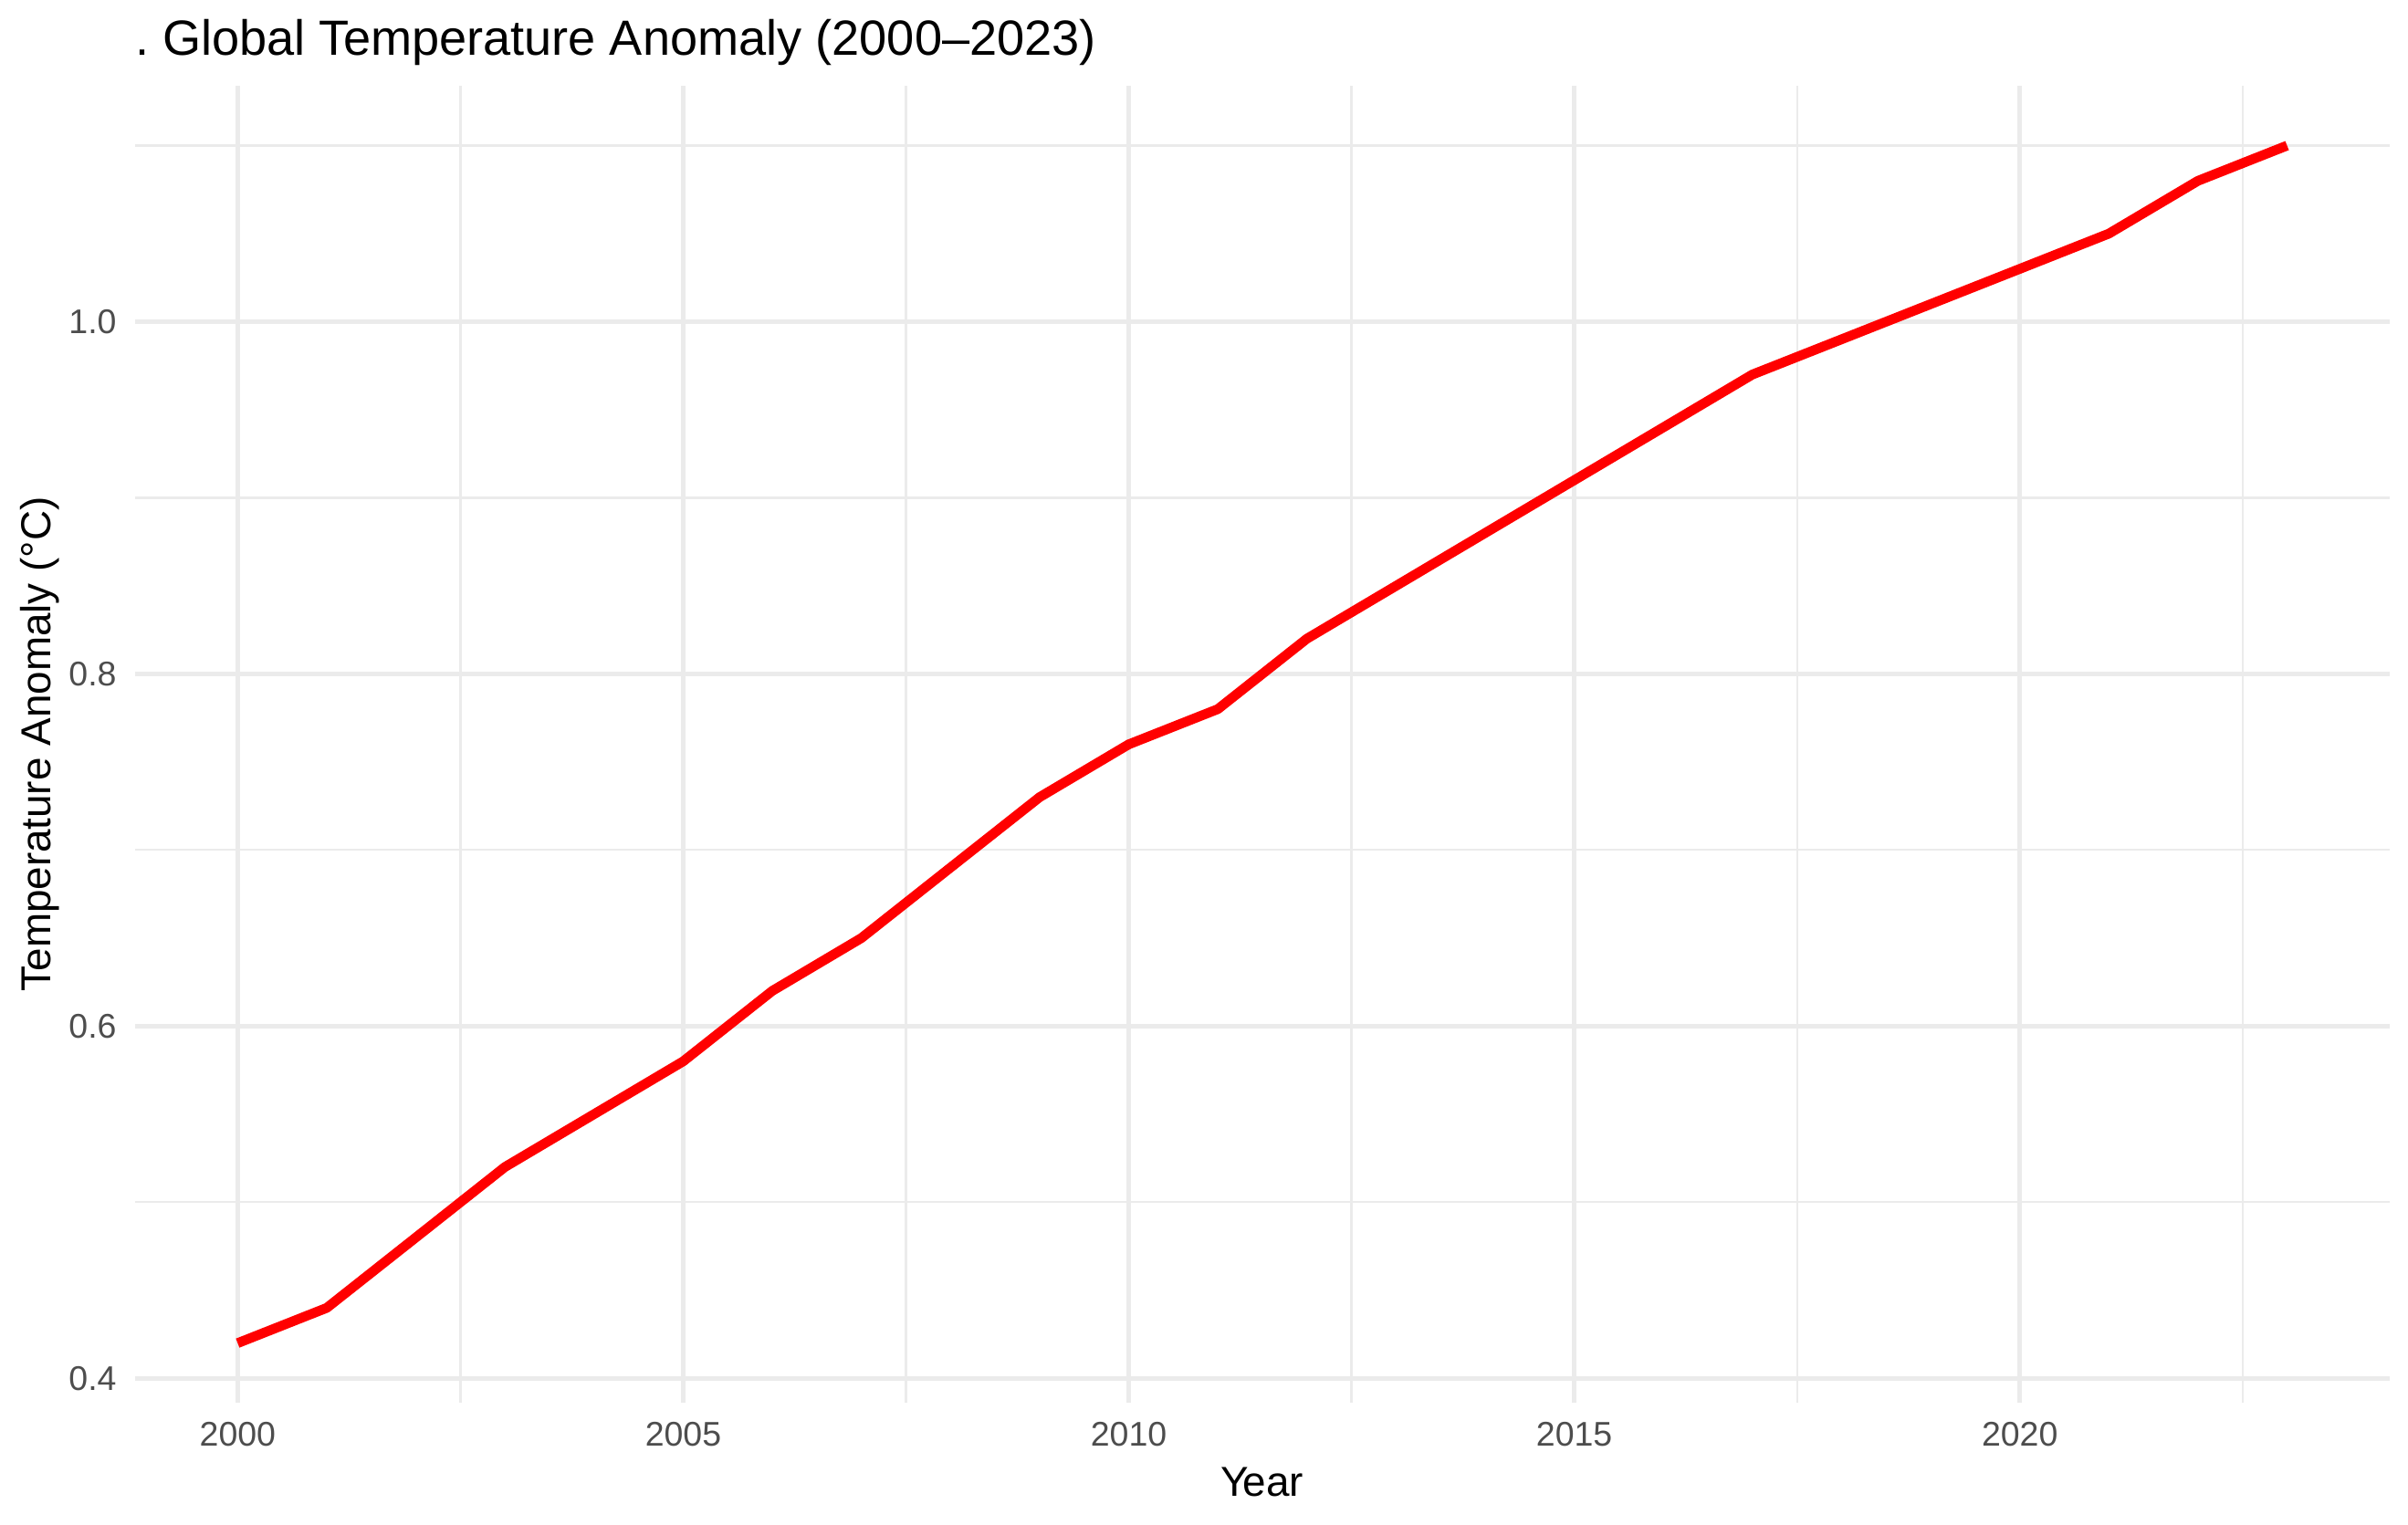 . Global Temperature Anomaly (2000–2023)
Temperature Anomaly (°C)
1.0
0.8
0.6
0.4
2000 2005 2010 2015 2020
Year